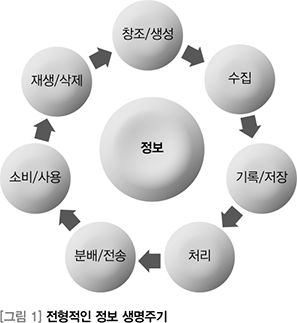 창조/생성
수집
기록/저장
처리
분배/전송
소비/사용
재생/삭제
정보
[그림 1] 전형적인 정보 생명주기